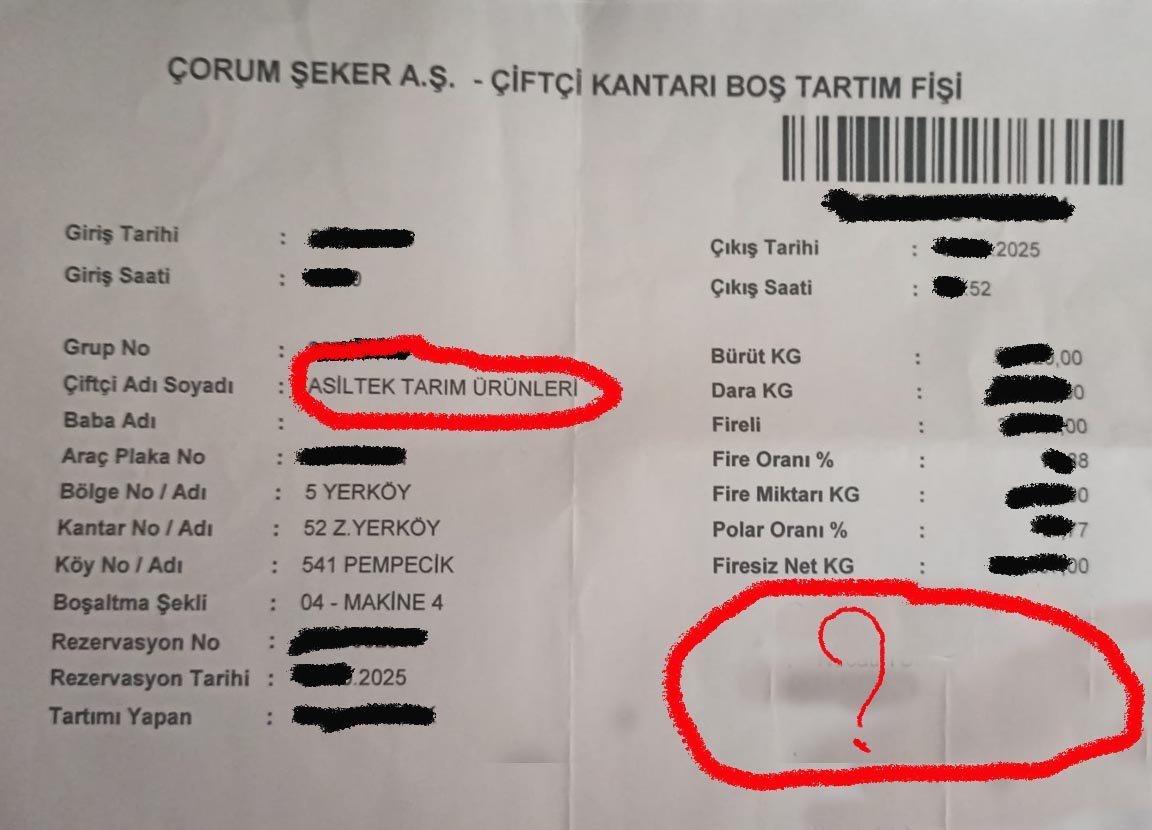 ÇORUM ŞEKER A.Ş. - ÇİFTÇİ KANTARI BOŞ TARTIM FİŞİ
Giriş Tarihi :
Giriş Saati :
Çıkış Tarihi : 2025
Çıkış Saati : 52
Grup No :
Çiftçi Adı Soyadı : ASİLTEK TARIM ÜRÜNLERİ
Baba Adı :
Araç Plaka No :
Bölge No / Adı : 5 YERKÖY
Kantar No / Adı : 52 Z.YERKÖY
Köy No / Adı : 541 PEMPECİK
Boşaltma Şekli : 04 - MAKİNE 4
Rezervasyon No :
Rezervasyon Tarihi : .2025
Tartımı Yapan :
Bürüt KG : ,00
Dara KG : 0
Fireli : 00
Fire Oranı % : 8
Fire Miktarı KG : 0
Polar Oranı % : 7
Firesiz Net KG : 00
?